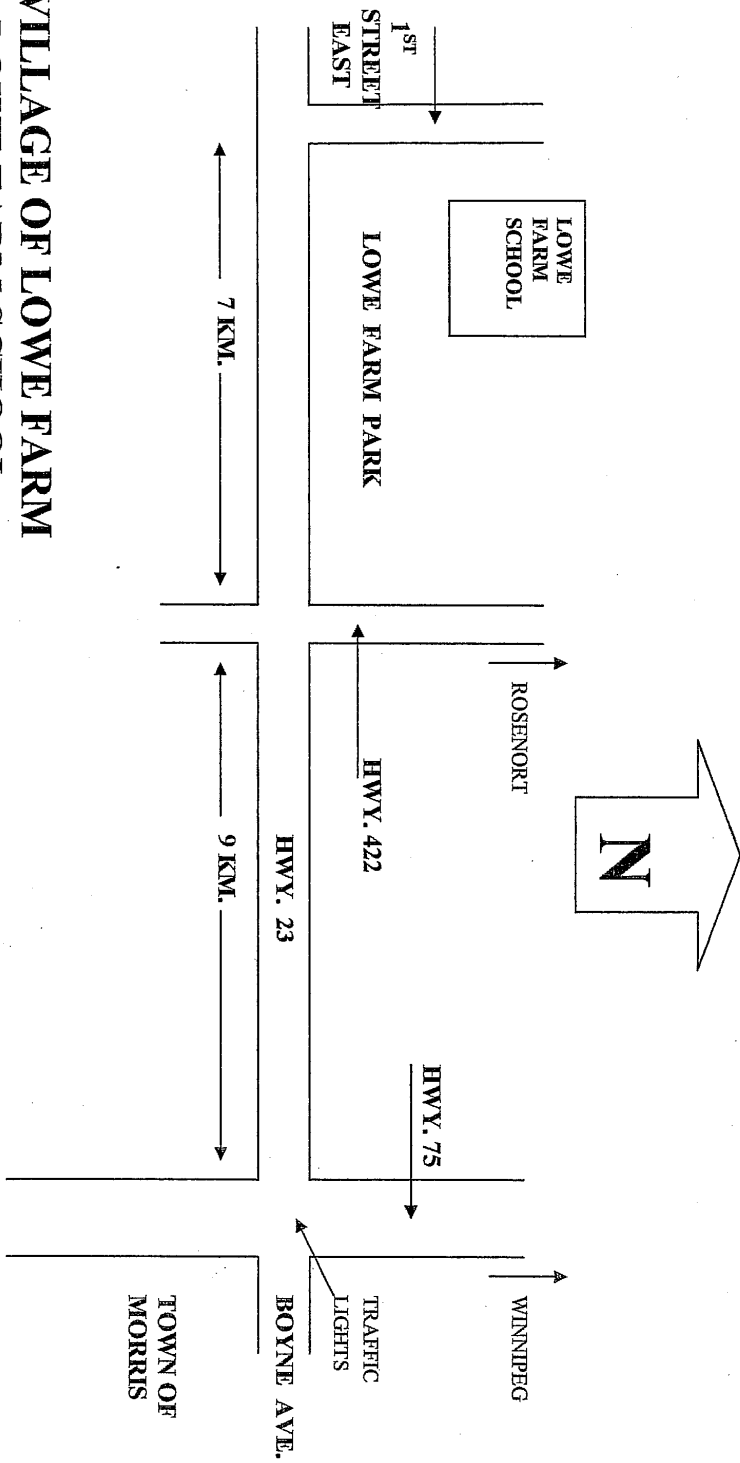 N
LOWE
FARM
SCHOOL
ROSENORT
WINNIPEG
1ST
STREET
EAST
LOWE FARM PARK
HWY. 422
HWY. 75
TRAFFIC
LIGHTS
HWY. 23
BOYNE AVE.
7 KM.
9 KM.
TOWN OF
MORRIS
VILLAGE OF LOWE FARM